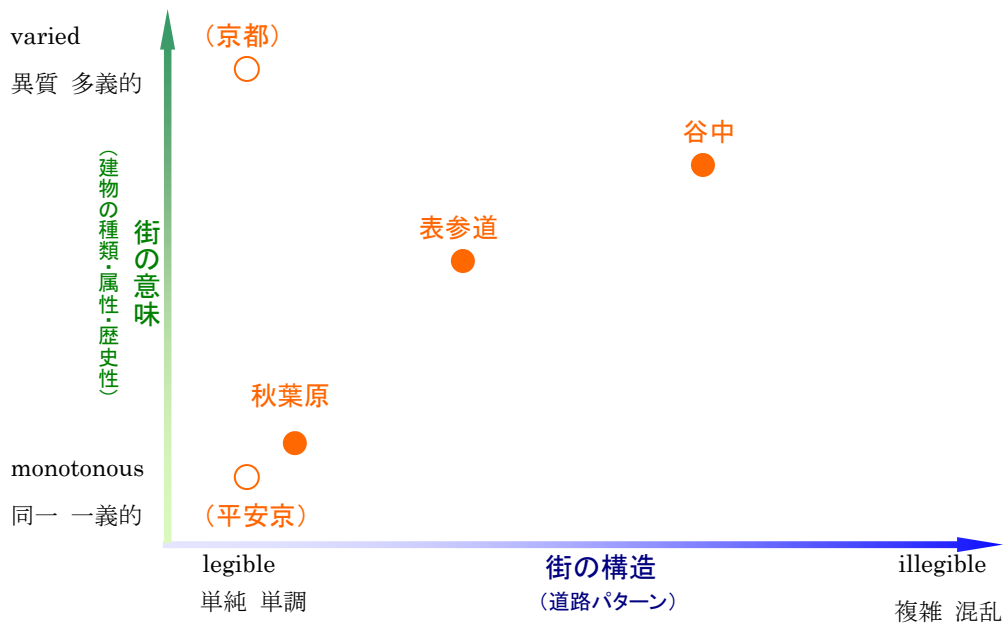 varied
異質 多義的
(京都)
谷中
表参道
(建物の種類・属性・歴史性)
街の意味
秋葉原
monotonous
同一 一義的
(平安京)
legible
単純 単調
街の構造
(道路パターン)
illegible
複雑 混乱